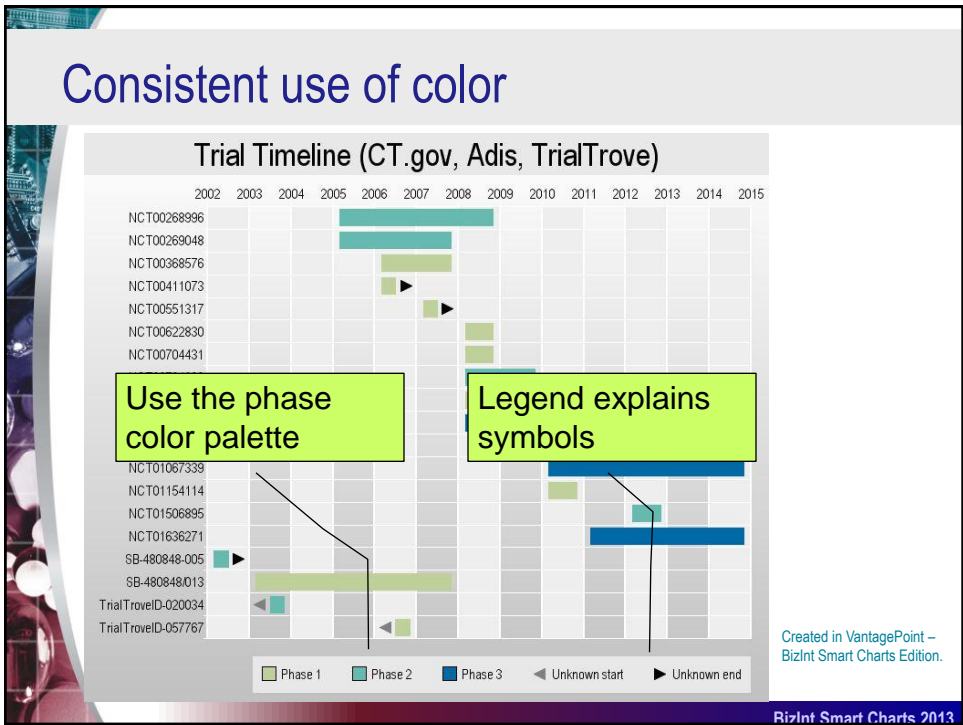 Consistent use of color
Trial Timeline (CT.gov, Adis, TrialTrove)
2002 2003 2004 2005 2006 2007 2008 2009 2010 2011 2012 2013 2014 2015
NCT00268996
NCT00269048
NCT00368576
NCT00411073
NCT00551317
NCT00622830
NCT00704431
Use the phase
color palette
Legend explains
symbols
NCT01067339
NCT01154114
NCT01506895
NCT01636271
SB-480848-005
SB-480848/013
TrialTroveID-020034
TrialTroveID-057767
Phase 1 Phase 2 Phase 3 Unknown start Unknown end
Created in VantagePoint –
BizInt Smart Charts Edition.
BizInt Smart Charts 2013